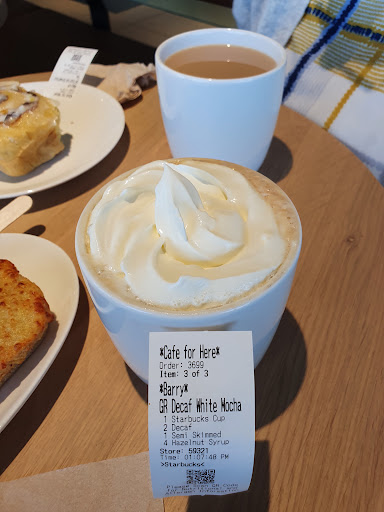 *Cafe for Here*
Order: 3699
Item: 3 of 3
*Barry*
GR Decaf White Mocha
1 Starbucks Cup
2 Decaf
1 Semi Skimmed
4 Hazelnut Syrup
Store: 59321
Time: 01:07:48 PM
>Starbucks<